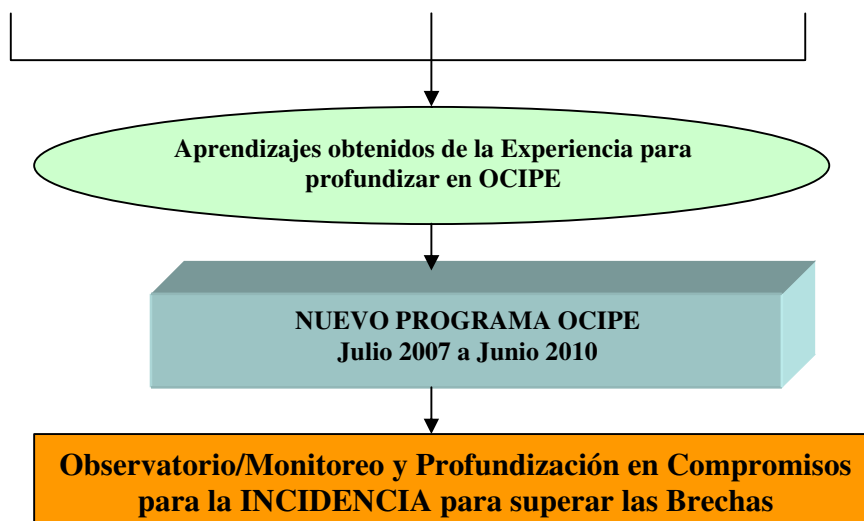 Aprendizajes obtenidos de la Experiencia para
profundizar en OCIPE
NUEVO PROGRAMA OCIPE
Julio 2007 a Junio 2010
Observatorio/Monitoreo y Profundización en Compromisos
para la INCIDENCIA para superar las Brechas